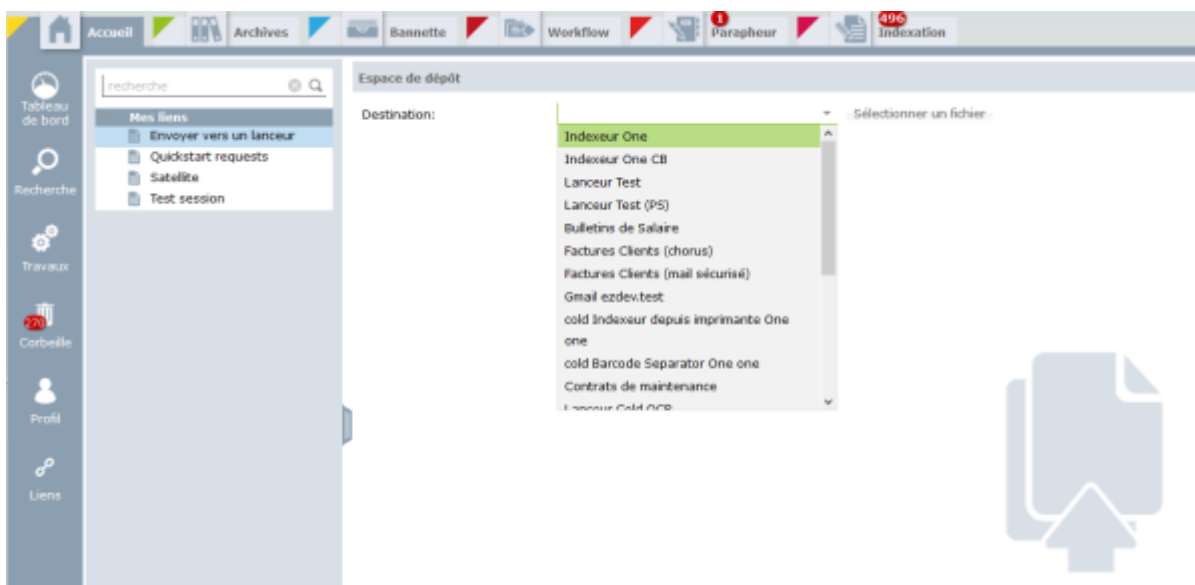 Accueil
Archives
Bannette
Workflow
1
Parapheur
496
Indexation
Tableau
de bord
Recherche
Travaux
270
Corbeille
Profil
Liens
recherche
Mes liens
Envoyer vers un lanceur
Quickstart requests
Satellite
Test session
Espace de dépôt
Destination:
Sélectionner un fichier
Indexeur One
Indexeur One CB
Lanceur Test
Lanceur Test (PS)
Bulletins de Salaire
Factures Clients (chorus)
Factures Clients (mail sécurisé)
Gmail ezdev.test
cold Indexeur depuis imprimante One
one
cold Barcode Separator One one
Contrats de maintenance
Lanceur Cold OCR